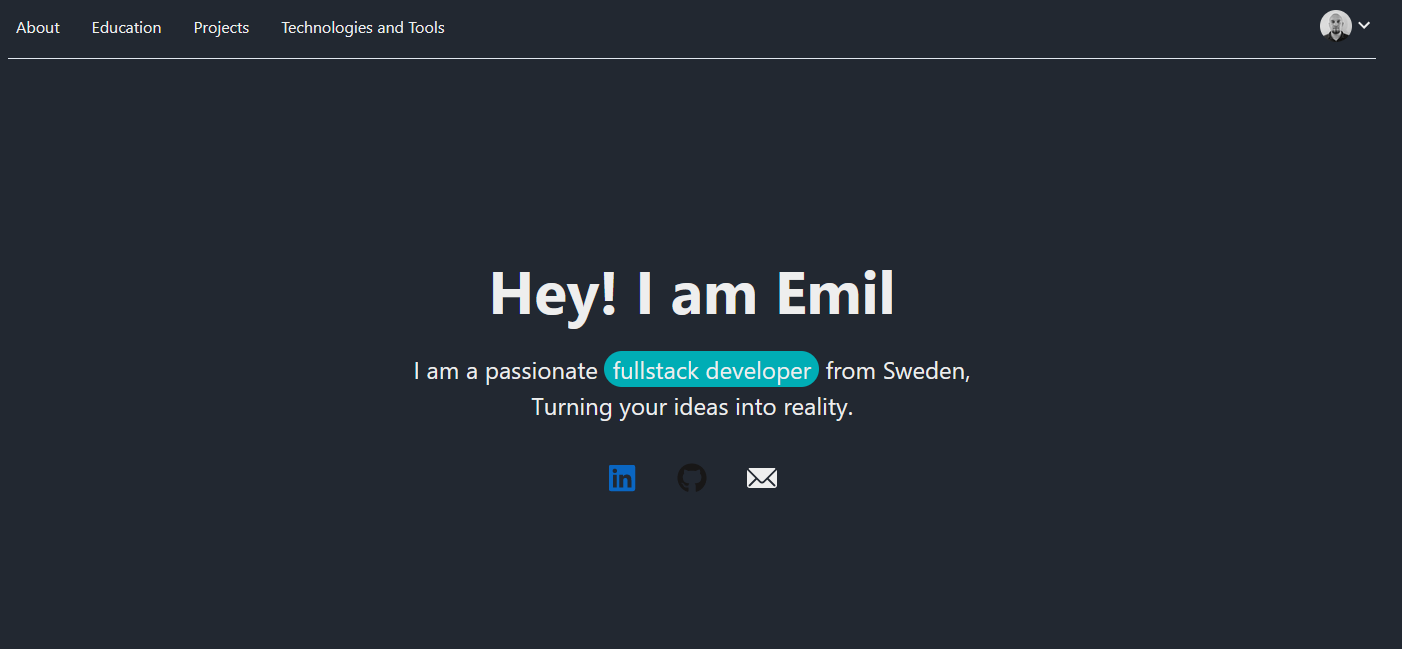 About Education Projects Technologies and Tools
Hey! I am Emil
I am a passionate fullstack developer from Sweden,
Turning your ideas into reality.
in